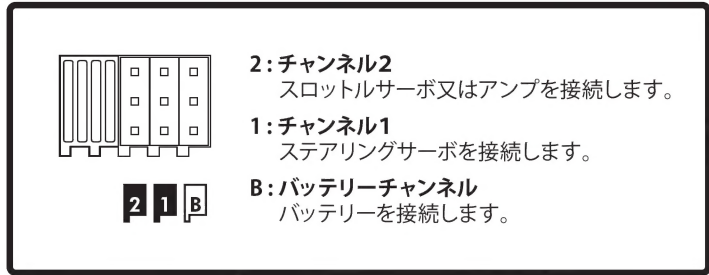 2：チャンネル2
スロットルサーボ又はアンプを接続します。
1：チャンネル1
ステアリングサーボを接続します。
B：バッテリーチャンネル
バッテリーを接続します。
2 1 B